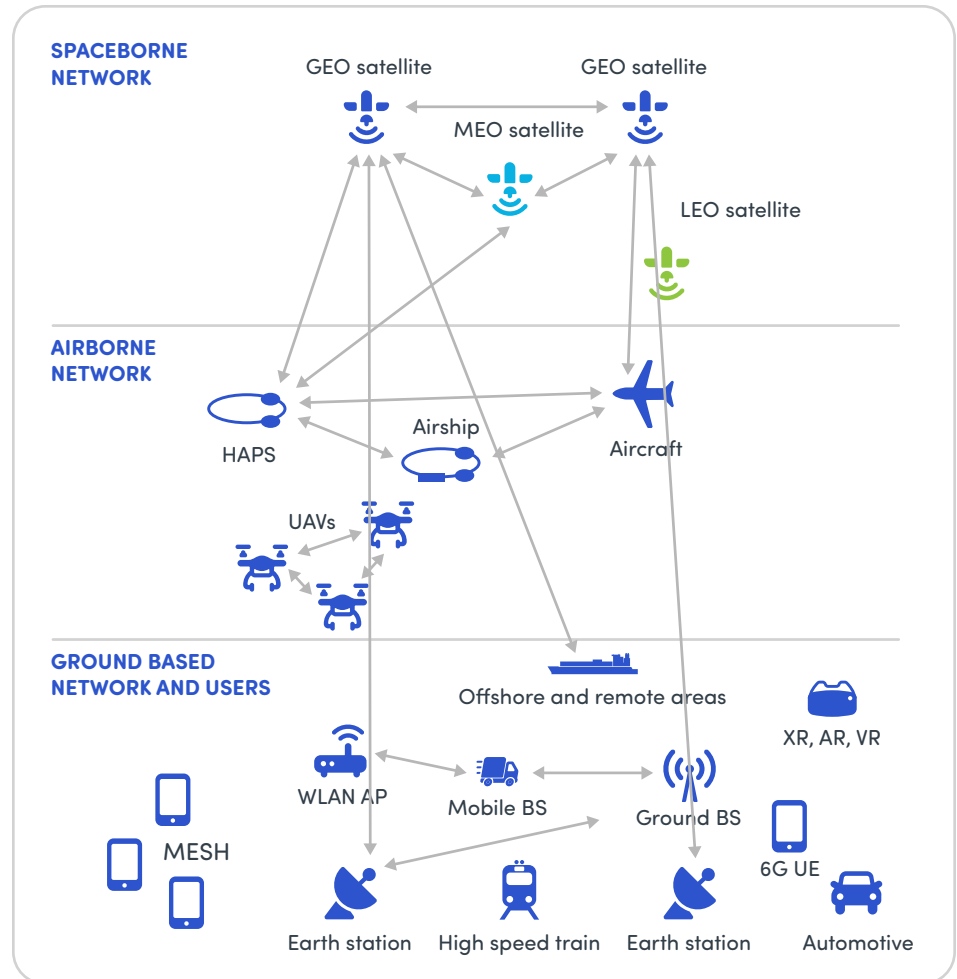 SPACEBORNE
NETWORK
GEO satellite
GEO satellite
MEO satellite
LEO satellite
AIRBORNE
NETWORK
HAPS
Airship
Aircraft
UAVs
GROUND BASED
NETWORK AND USERS
Offshore and remote areas
XR, AR, VR
WLAN AP
Mobile BS
Ground BS
MESH
6G UE
Earth station
High speed train
Earth station
Automotive